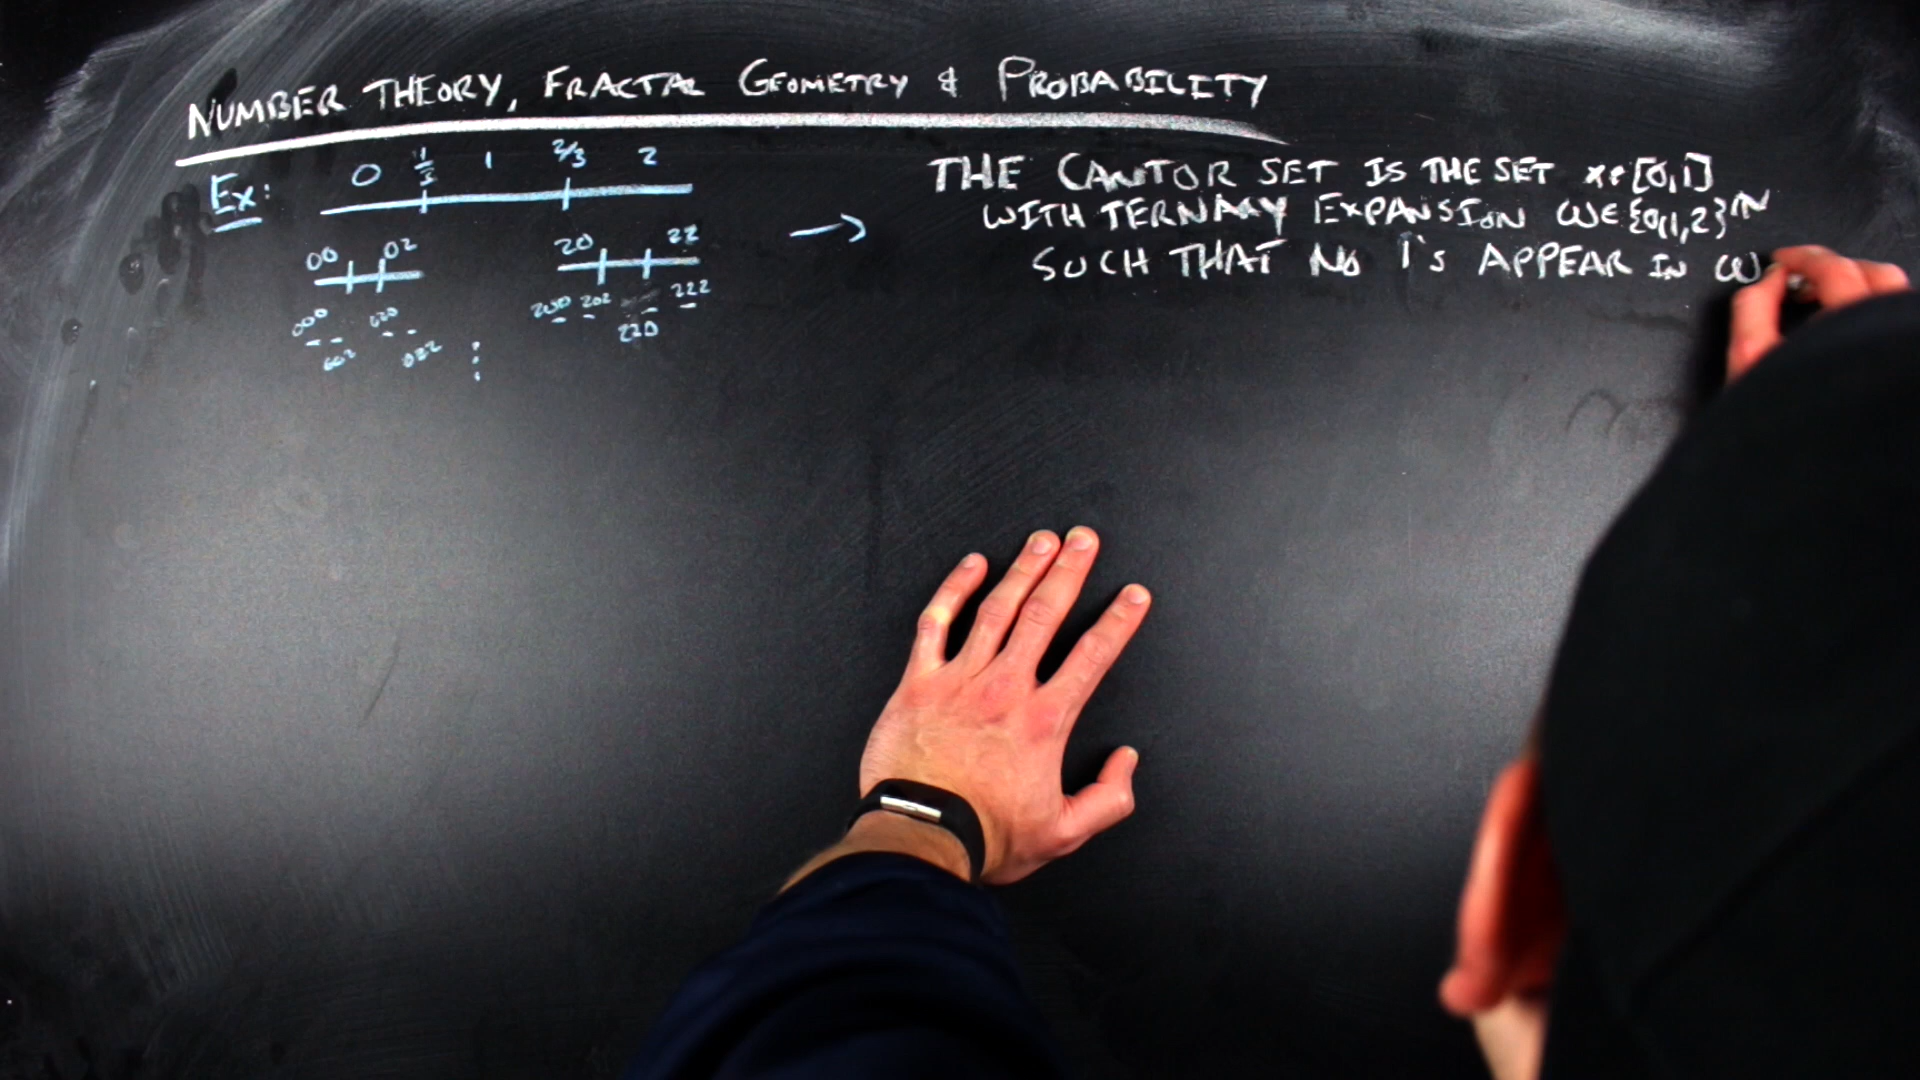 NUMBER THEORY, FRACTAL GEOMETRY & PROBABILITY
Ex: 0 1/3 1 2/3 2
00 02 20 22
000 020 200 202 222
002 022 220
→ THE CANTOR SET IS THE SET x∈[0,1]
WITH TERNARY EXPANSION ω∈{0,1,2}^ℕ
SUCH THAT NO 1's APPEAR IN ω